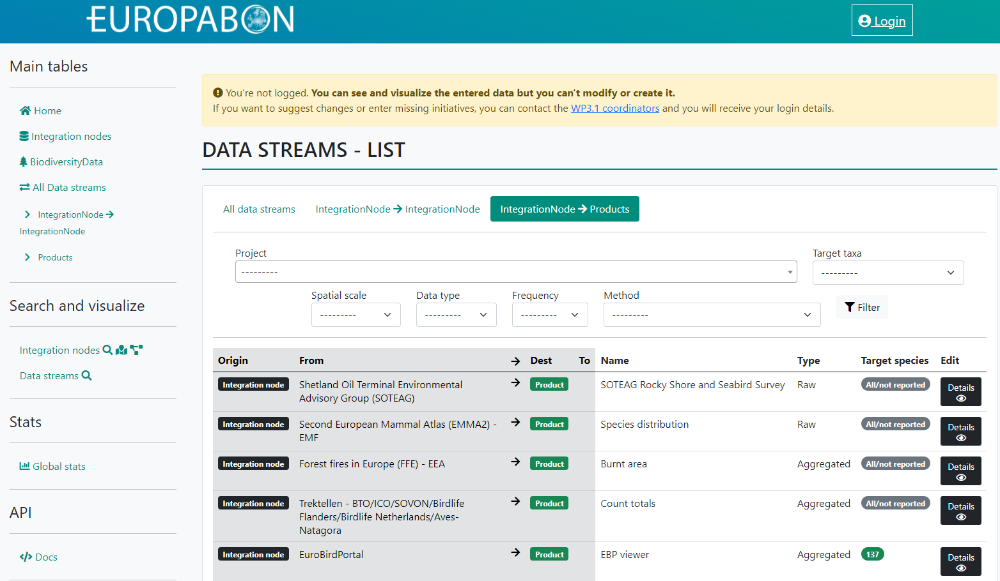 EUROPABON
Login
Main tables
Home
Integration nodes
BiodiversityData
All Data streams
IntegrationNode
IntegrationNode
Products
Search and visualize
Integration nodes
Data streams
Stats
Global stats
API
Docs
You're not logged. You can see and visualize the entered data but you can't modify or create it.
If you want to suggest changes or enter missing initiatives, you can contact the WP3.1 coordinators and you will receive your login details.
DATA STREAMS - LIST
All data streams IntegrationNode → IntegrationNode IntegrationNode → Products
Project Target taxa
--------- ---------
Spatial scale Data type Frequency Method
--------- --------- --------- --------- Filter
Origin From → Dest To Name Type Target species Edit
Integration node Shetland Oil Terminal Environmental → Product SOTEAG Rocky Shore and Seabird Survey Raw All/not reported Details
Advisory Group (SOTEAG)
Integration node Second European Mammal Atlas (EMMA2) - → Product Species distribution Raw All/not reported Details
EMF
Integration node Forest fires in Europe (FFE) - EEA → Product Burnt area Aggregated All/not reported Details
Integration node Trektellen - BTO/ICO/SOVON/Birdlife → Product Count totals Aggregated All/not reported Details
Flanders/Birdlife Netherlands/Aves-
Natagora
Integration node EuroBirdPortal → Product EBP viewer Aggregated 137 Details